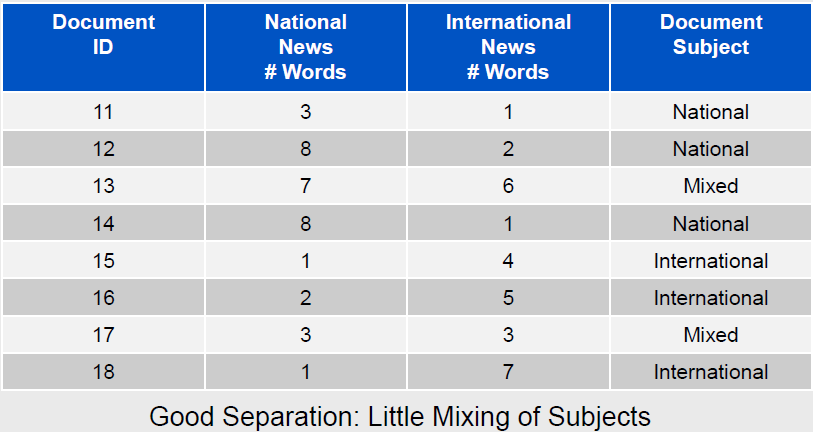 Document ID National News # Words International News # Words Document Subject
11 3 1 National
12 8 2 National
13 7 6 Mixed
14 8 1 National
15 1 4 International
16 2 5 International
17 3 3 Mixed
18 1 7 International
Good Separation: Little Mixing of Subjects